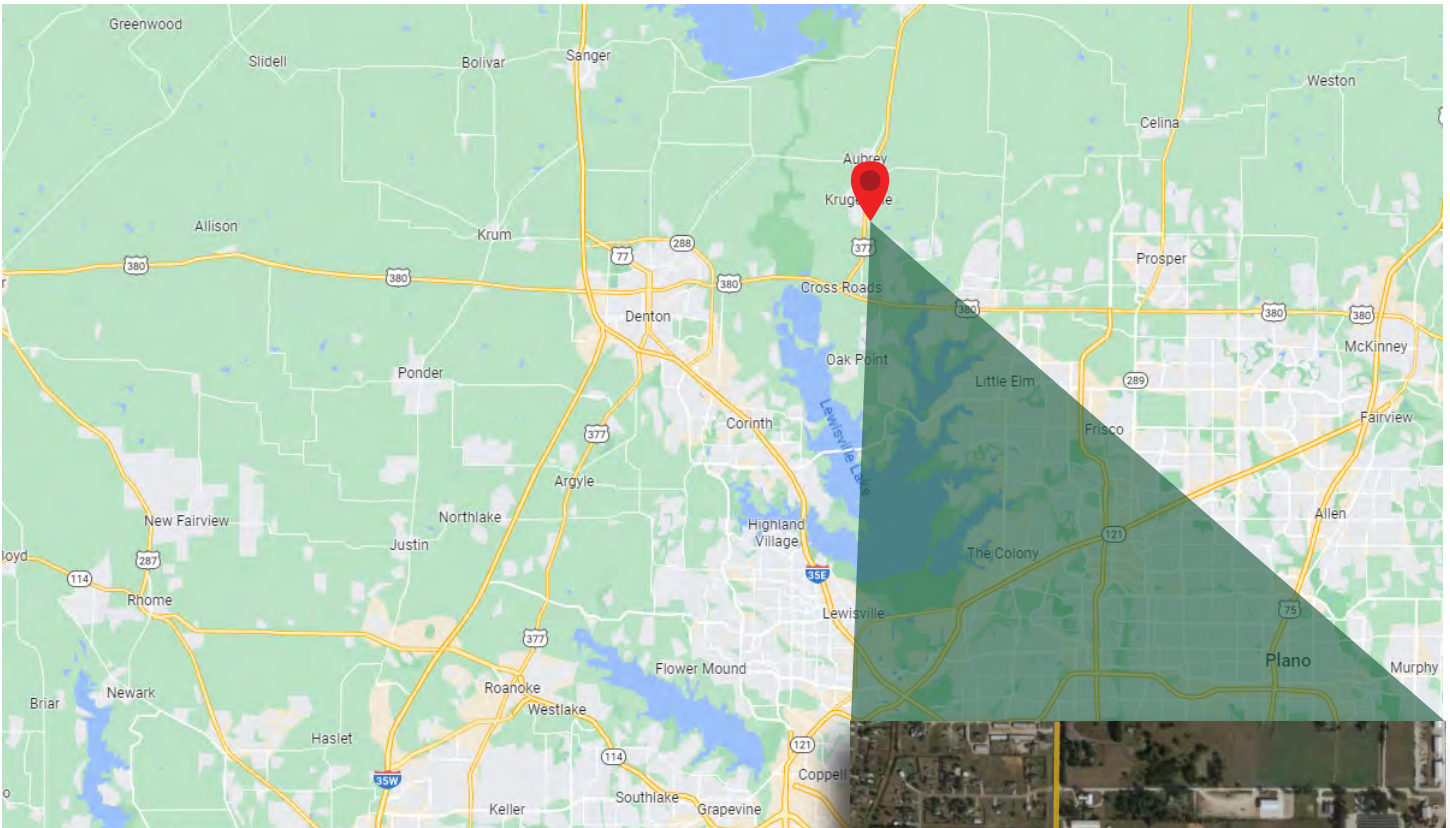 Greenwood
Slidell
Bolivar
Sanger
Weston
Celina
Aubrey
Allison
Krum
288
77
377
Prosper
380
380
380
Cross Roads
380
380
380
Denton
McKinney
Oak Point
Ponder
Little Elm
289
Lewisville Lake
Fairview
Corinth
377
Frisco
Argyle
New Fairview
Northlake
Highland
Village
Allen
121
Justin
The Colony
287
114
35E
Rhome
75
Lewisville
377
Flower Mound
Plano
Murphy
Roanoke
Newark
Briar
Westlake
Haslet
121
114
35W
Coppell
Southlake
Keller
Grapevine